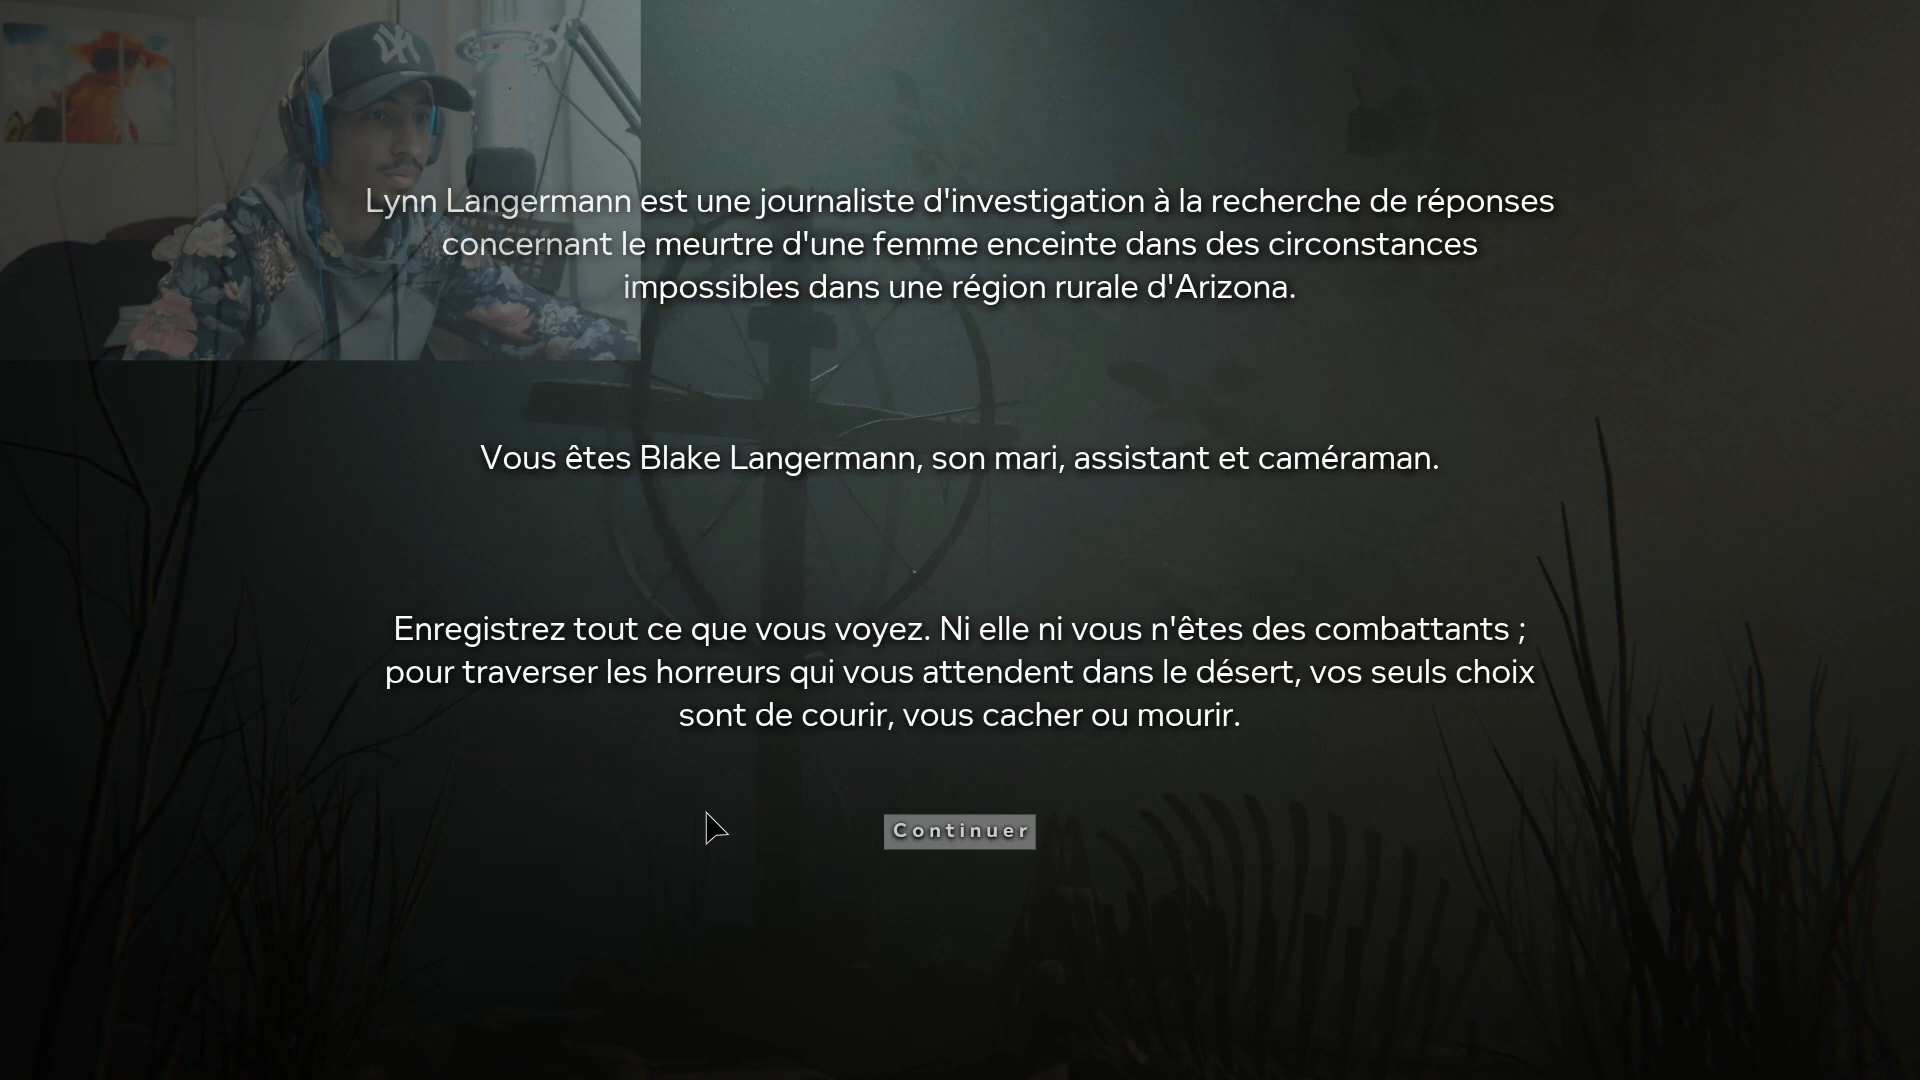 Lynn Langermann est une journaliste d'investigation à la recherche de réponses
concernant le meurtre d'une femme enceinte dans des circonstances
impossibles dans une région rurale d'Arizona.
Vous êtes Blake Langermann, son mari, assistant et caméraman.
Enregistrez tout ce que vous voyez. Ni elle ni vous n'êtes des combattants ;
pour traverser les horreurs qui vous attendent dans le désert, vos seuls choix
sont de courir, vous cacher ou mourir.
Continuer